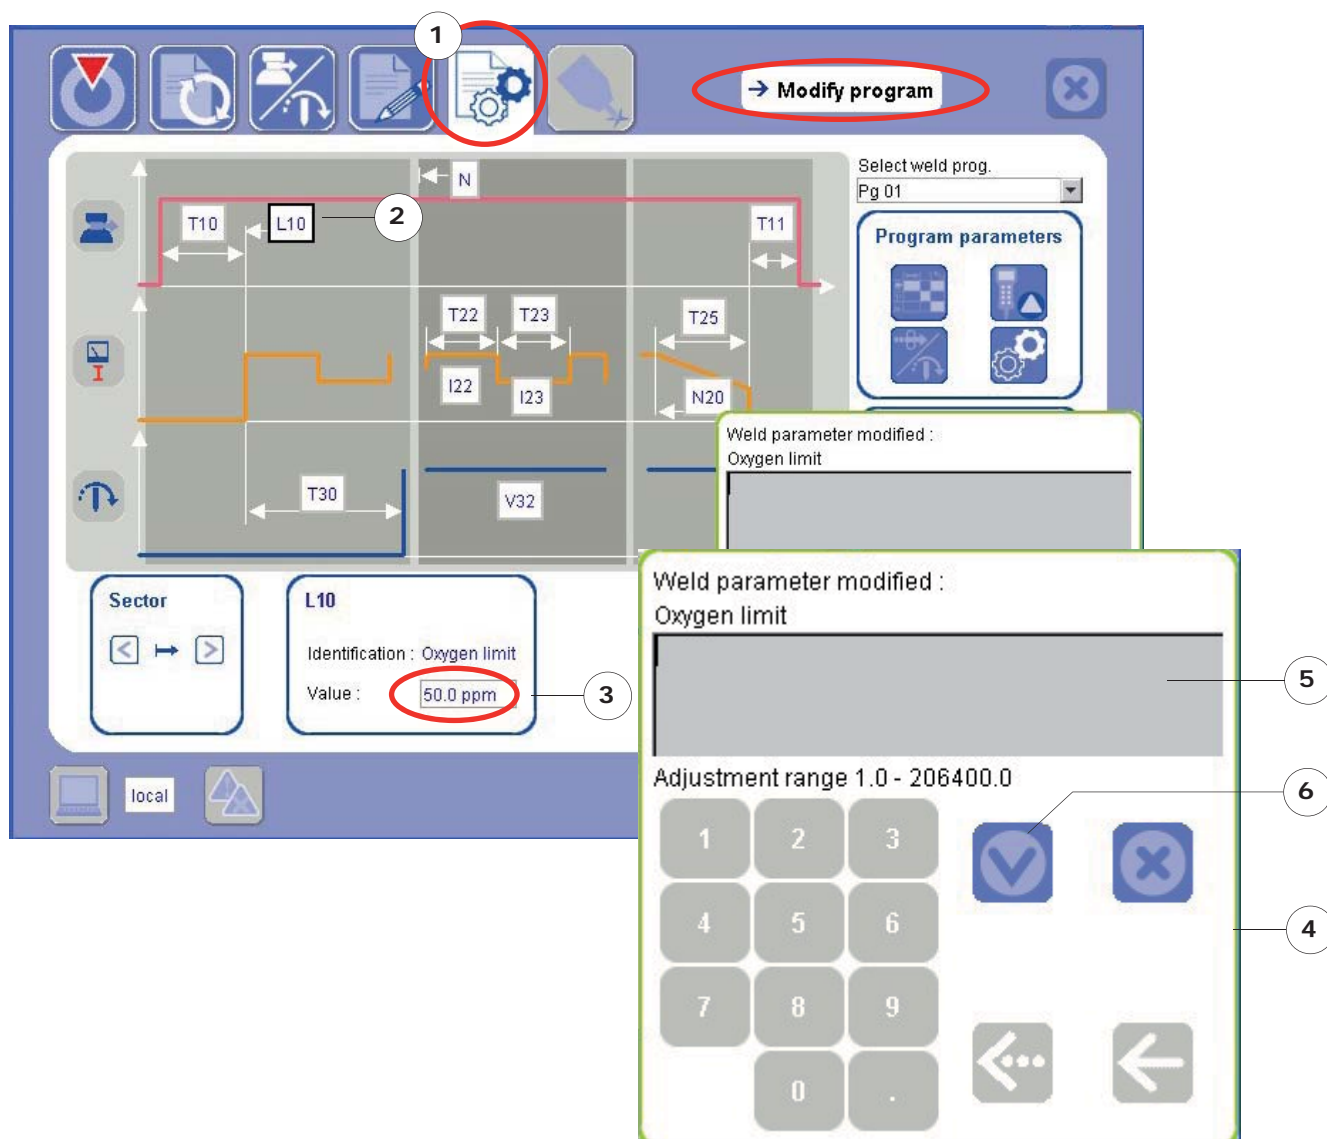 1
→ Modify program
Select weld prog.
Pg 01
N
T10
L10
2
T11
Program parameters
T22
T23
T25
I
I22
I23
N20
T30
V32
Weld parameter modified :
Oxygen limit
Sector
< >
L10
Identification : Oxygen limit
Value : 50.0 ppm
3
local
Weld parameter modified :
Oxygen limit
5
Adjustment range 1.0 - 206400.0
6
1 2 3
4 5 6
4
7 8 9
0 .